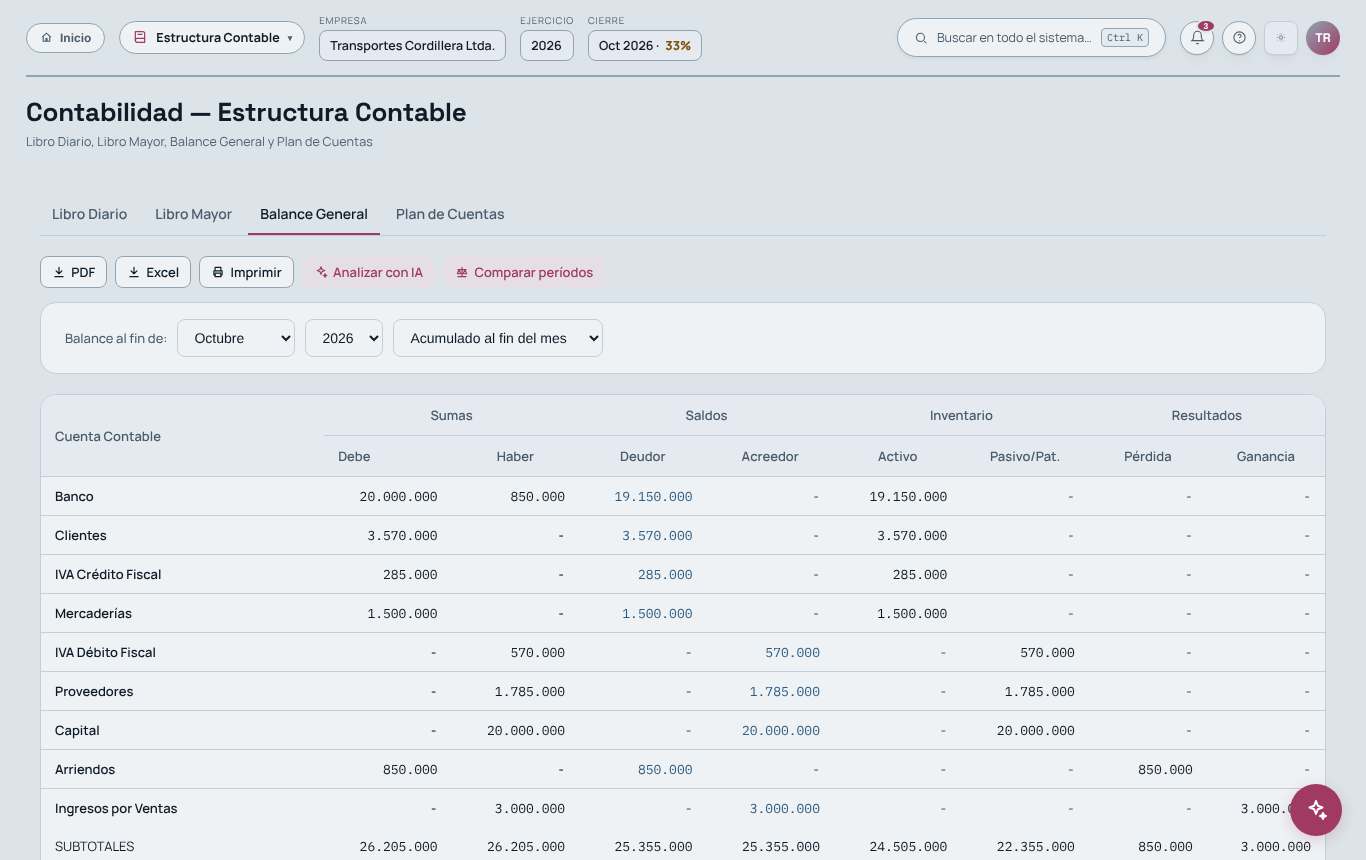 Inicio
Estructura Contable ▾
EMPRESA
Transportes Cordillera Ltda.
EJERCICIO
2026
CIERRE
Oct 2026 · 33%
Buscar en todo el sistema... Ctrl K
3
TR
Contabilidad — Estructura Contable
Libro Diario, Libro Mayor, Balance General y Plan de Cuentas
Libro Diario Libro Mayor Balance General Plan de Cuentas
PDF Excel Imprimir Analizar con IA Comparar períodos
Balance al fin de: Octubre 2026 Acumulado al fin del mes
Cuenta Contable Sumas Saldos Inventario Resultados
Debe Haber Deudor Acreedor Activo Pasivo/Pat. Pérdida Ganancia
Banco 20.000.000 850.000 19.150.000 - 19.150.000 - - -
Clientes 3.570.000 - 3.570.000 - 3.570.000 - - -
IVA Crédito Fiscal 285.000 - 285.000 - 285.000 - - -
Mercaderías 1.500.000 - 1.500.000 - 1.500.000 - - -
IVA Débito Fiscal - 570.000 - 570.000 - 570.000 - -
Proveedores - 1.785.000 - 1.785.000 - 1.785.000 - -
Capital - 20.000.000 - 20.000.000 - 20.000.000 - -
Arriendos 850.000 - 850.000 - - - 850.000 -
Ingresos por Ventas - 3.000.000 - 3.000.000 - - - 3.000.
SUBTOTALES 26.205.000 26.205.000 25.355.000 25.355.000 24.505.000 22.355.000 850.000 3.000.000